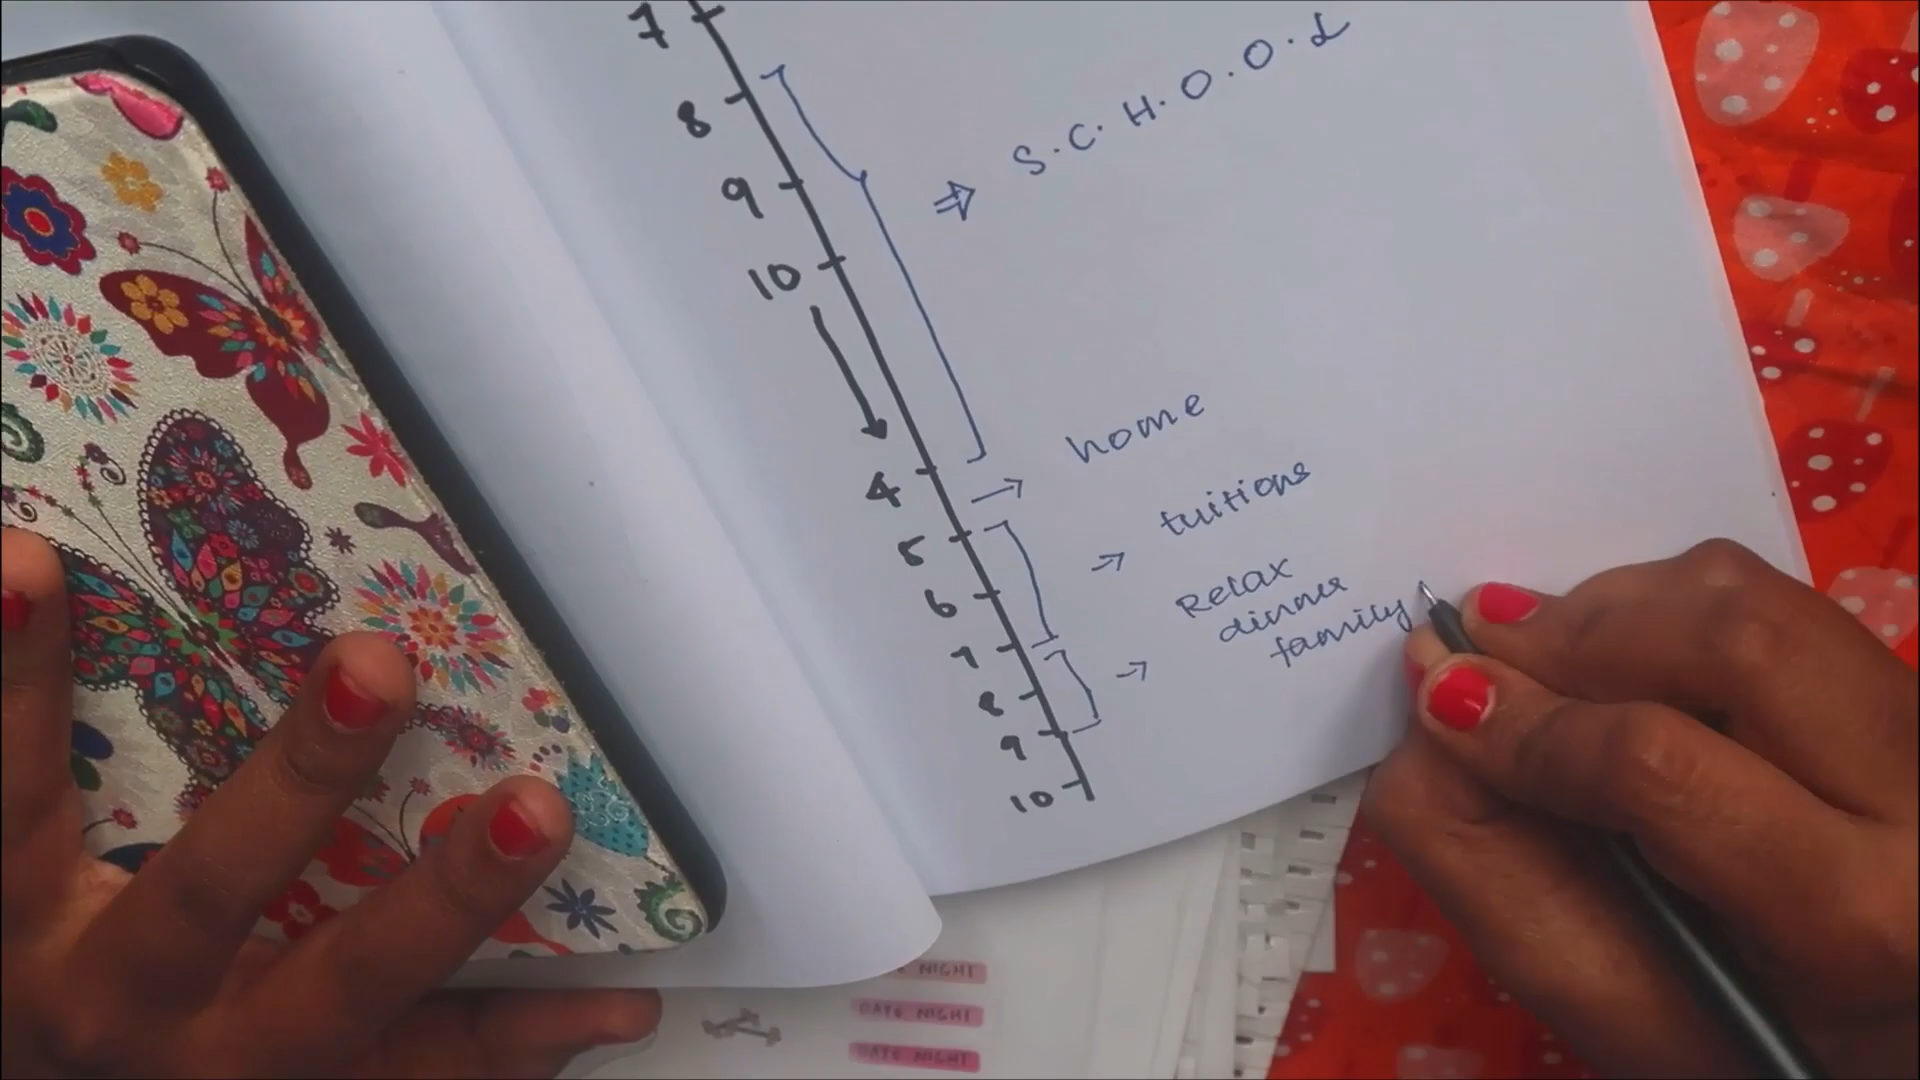 7
8
S.C.H.O.O.L
9
10
home
4
tuitions
5
6
Relax
dinner
family
7
8
9
10
NIGHT
DATE NIGHT
DATE NIGHT